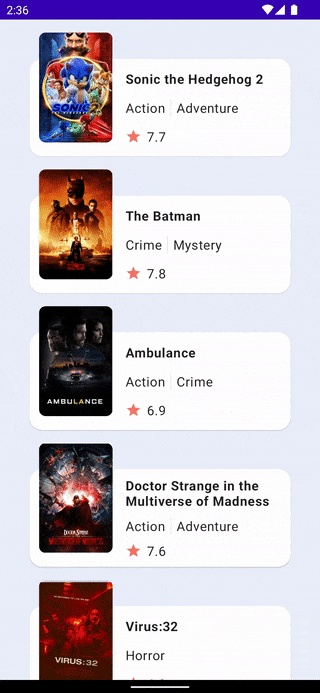 2:36
SONIC 2
Sonic the Hedgehog 2
Action | Adventure
7.7
The Batman
Crime | Mystery
7.8
AMBULANCE
Ambulance
Action | Crime
6.9
Doctor Strange in the
Multiverse of Madness
Action | Adventure
7.6
VIRUS:32
Virus:32
Horror